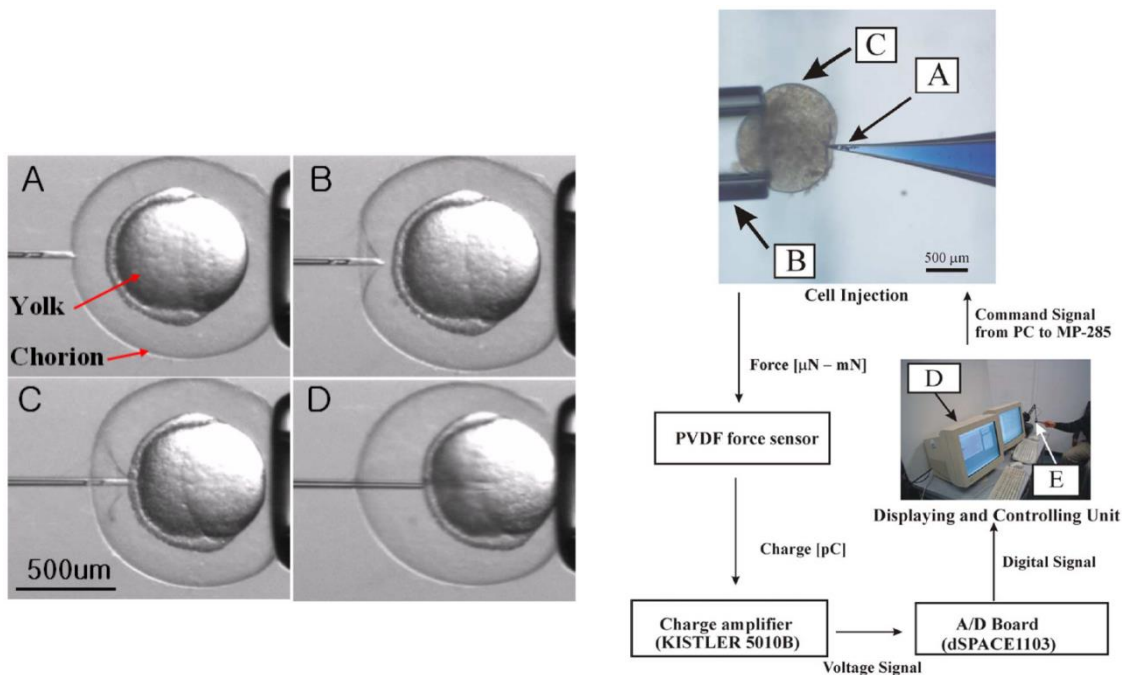 A
B
Yolk
Chorion
C
D
500um
C
A
B
500 μm
Cell Injection
Command Signal
from PC to MP-285
Force [μN – mN]
D
PVDF force sensor
E
Displaying and Controlling Unit
Charge [pC]
Digital Signal
Charge amplifier
(KISTLER 5010B)
Voltage Signal
A/D Board
(dSPACE1103)